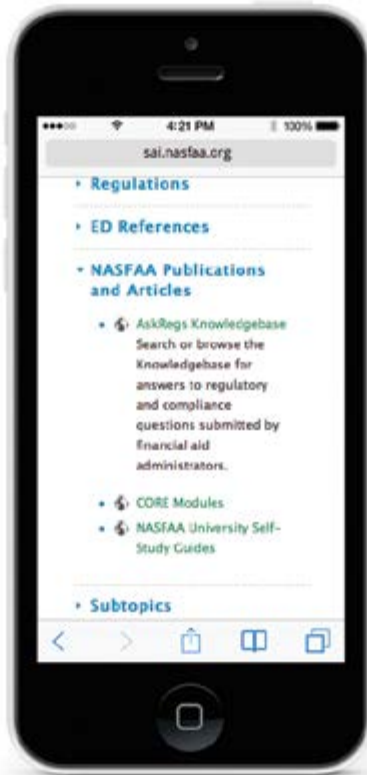 4:21 PM
100%
sai.nasfaa.org
Regulations
ED References
NASFAA Publications
and Articles
AskRegs Knowledgebase
Search or browse the
Knowledgebase for
answers to regulatory
and compliance
questions submitted by
financial aid
administrators.
CORE Modules
NASFAA University Self-
Study Guides
Subtopics